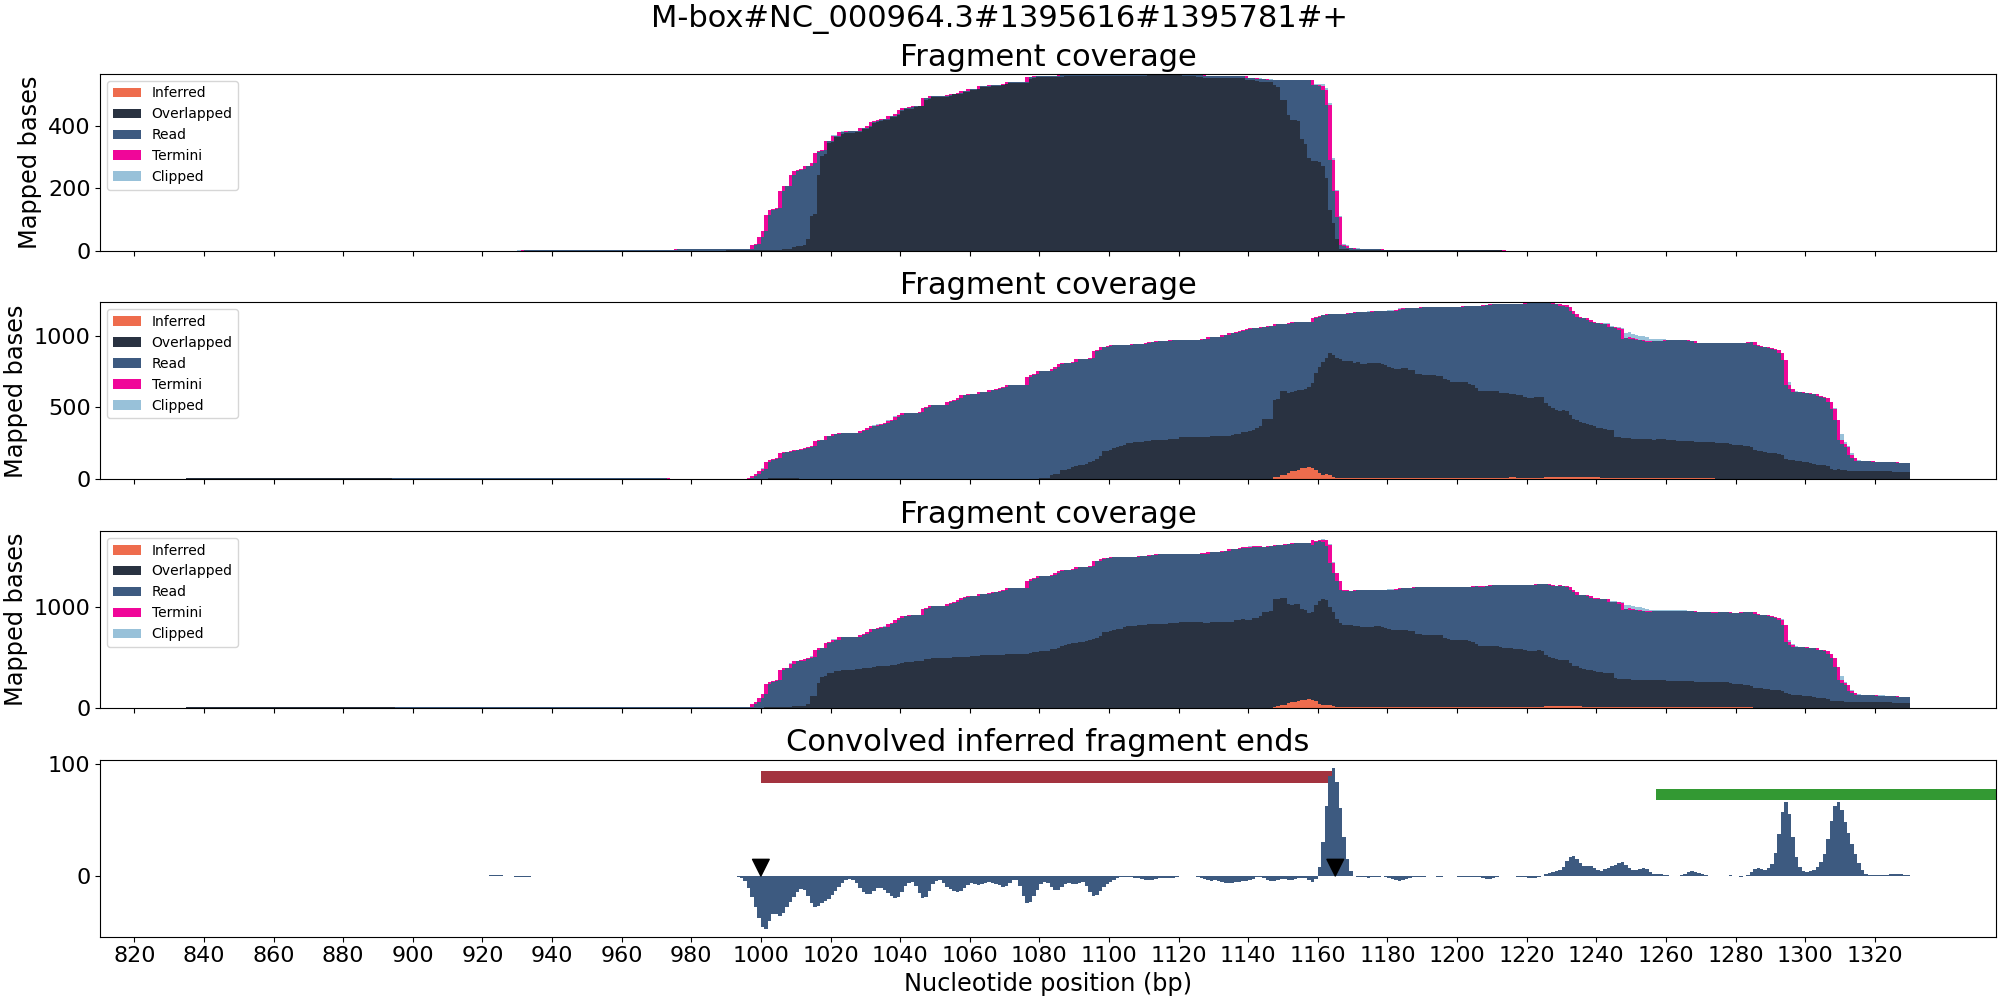 M-box#NC_000964.3#1395616#1395781#+
Fragment coverage
Mapped bases
400
200
0
Inferred
Overlapped
Read
Termini
Clipped
Fragment coverage
Mapped bases
1000
500
0
Inferred
Overlapped
Read
Termini
Clipped
Fragment coverage
Mapped bases
1000
0
Inferred
Overlapped
Read
Termini
Clipped
Convolved inferred fragment ends
100
0
820 840 860 880 900 920 940 960 980 1000 1020 1040 1060 1080 1100 1120 1140 1160 1180 1200 1220 1240 1260 1280 1300 1320
Nucleotide position (bp)